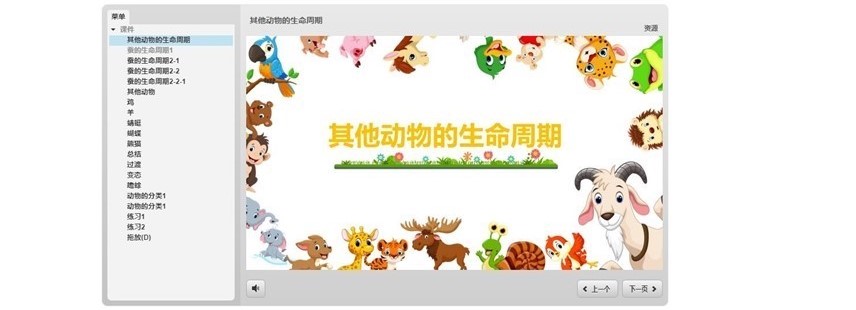 菜单
其他动物的生命周期
资源
课件
其他动物的生命周期
蚕的生命周期1
蚕的生命周期2-1
蚕的生命周期2-2
蚕的生命周期2-2-1
其他动物
鸡
羊
蜻蜓
蝴蝶
熊猫
总结
过渡
变态
动物的分类1
动物的分类1
练习1
练习2
拖放(D)
其他动物的生命周期
上一个
下一页